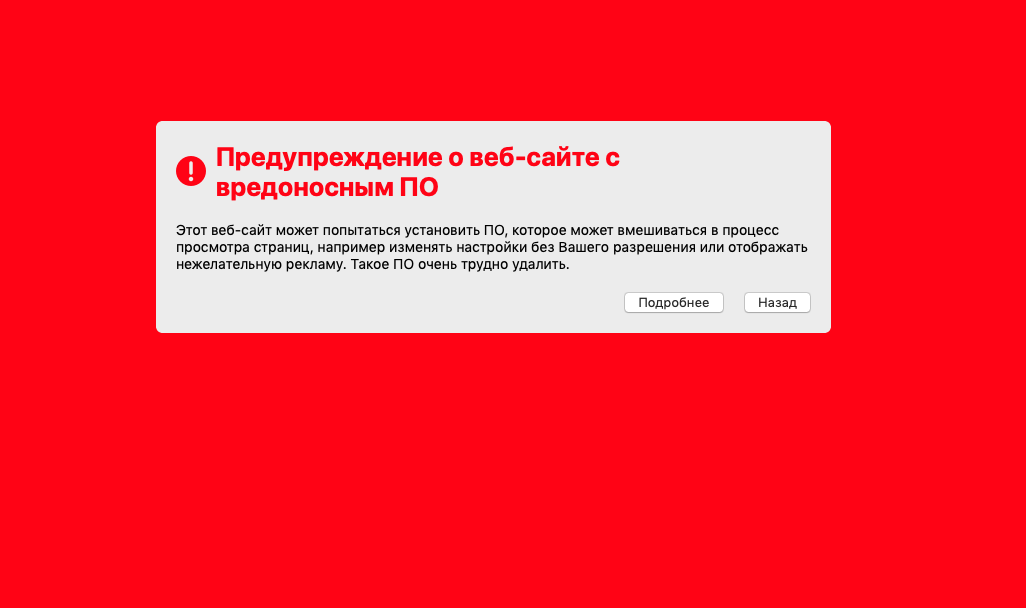 Предупреждение о веб-сайте с
вредоносным ПО
Этот веб-сайт может попытаться установить ПО, которое может вмешиваться в процесс
просмотра страниц, например изменять настройки без Вашего разрешения или отображать
нежелательную рекламу. Такое ПО очень трудно удалить.
Подробнее
Назад